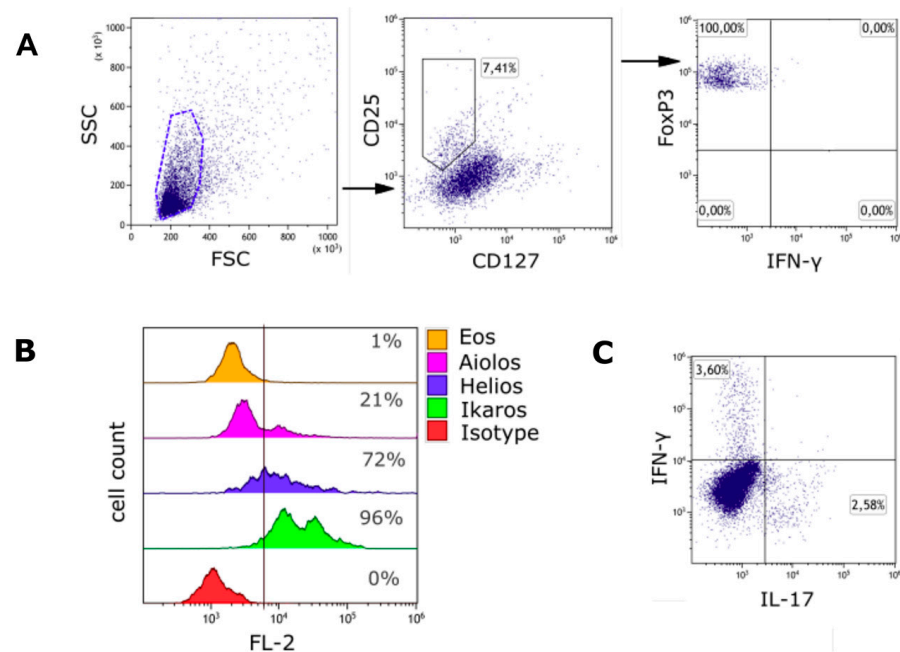 A
SSC
(x 10³)
1000
800
600
400
200
0
0 200 400 600 800 1000
(x 10³)
FSC
CD25
10⁶
10⁵
10⁴
10³
7,41%
10³ 10⁴ 10⁵ 10⁶
CD127
FoxP3
10⁶
10⁵
10⁴
10³
100,00% 0,00%
0,00% 0,00%
10³ 10⁴ 10⁵ 10⁶
IFN-γ
B
cell count
1%
21%
72%
96%
0%
10³ 10⁴ 10⁵ 10⁶
FL-2
Eos
Aiolos
Helios
Ikaros
Isotype
C
IFN-γ
10⁶
10⁵
10⁴
10³
3,60%
2,58%
10³ 10⁴ 10⁵ 10⁶
IL-17